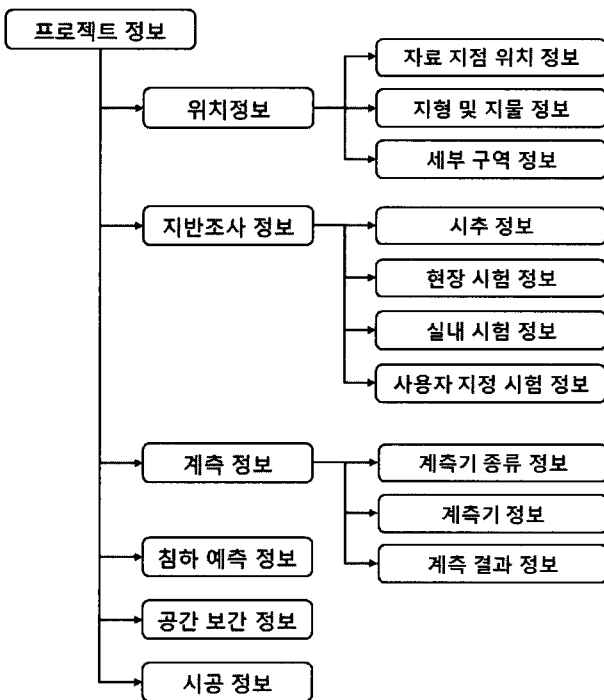 프로젝트 정보
위치정보
자료 지점 위치 정보
지형 및 지물 정보
세부 구역 정보
지반조사 정보
시추 정보
현장 시험 정보
실내 시험 정보
사용자 지정 시험 정보
계측 정보
계측기 종류 정보
계측기 정보
계측 결과 정보
침하 예측 정보
공간 보간 정보
시공 정보